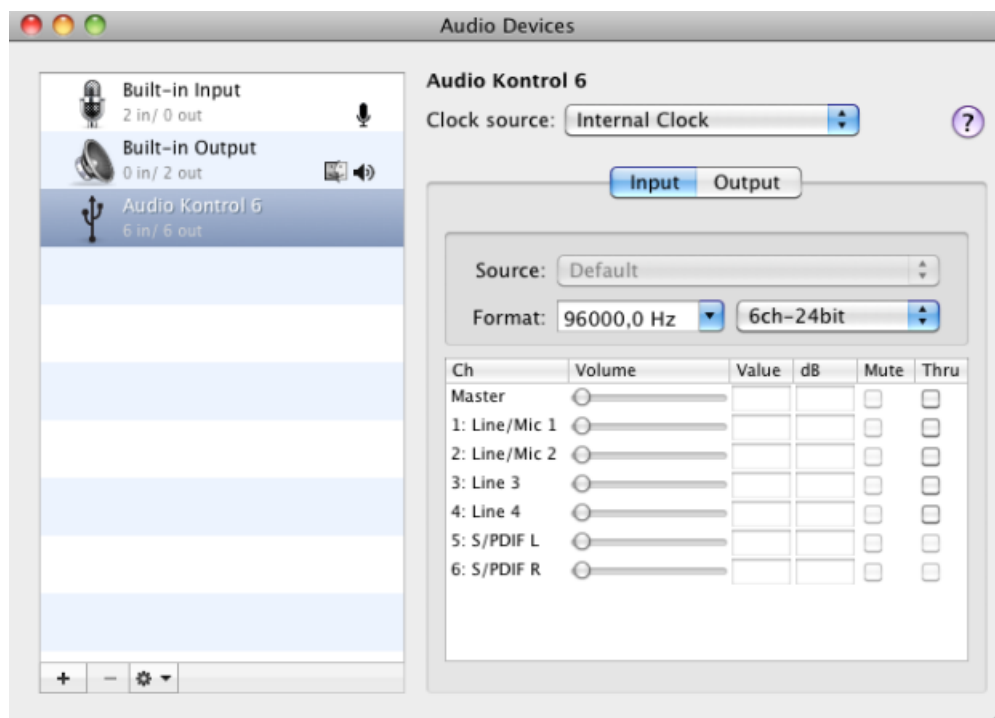 Audio Devices
Built-in Input
2 in/ 0 out
Built-in Output
0 in/ 2 out
Audio Kontrol 6
6 in/ 6 out
+ −
Audio Kontrol 6
Clock source: Internal Clock ?
Input Output
Source: Default
Format: 96000,0 Hz 6ch-24bit
Ch Volume Value dB Mute Thru
Master
1: Line/Mic 1
2: Line/Mic 2
3: Line 3
4: Line 4
5: S/PDIF L
6: S/PDIF R